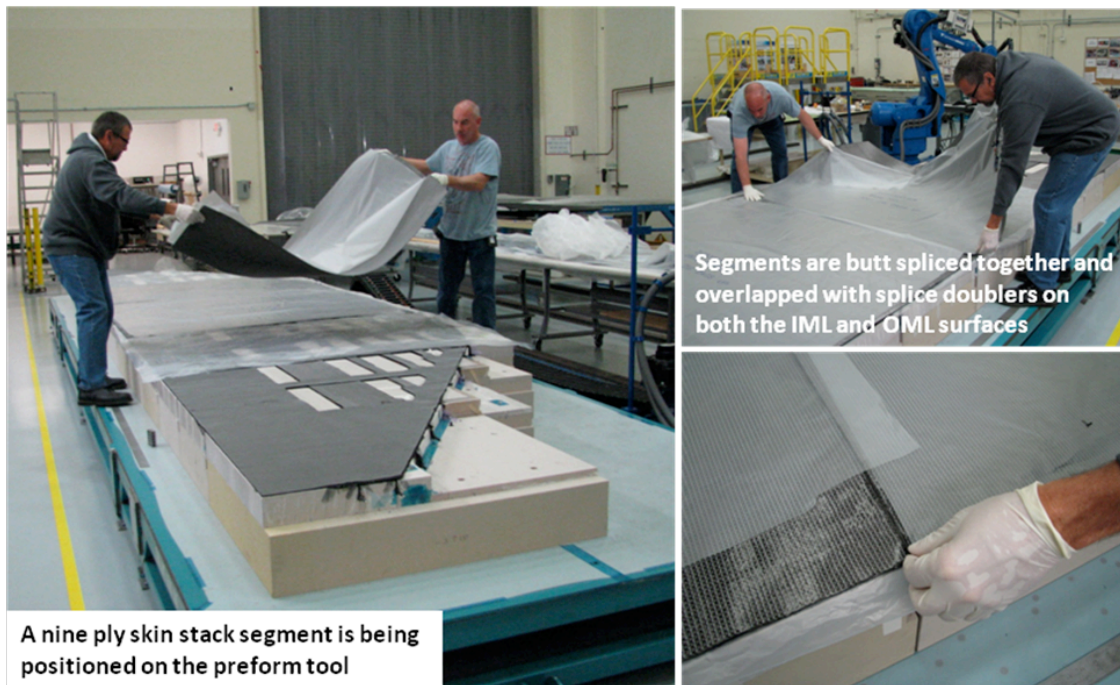 Segments are butt spliced together and
overlapped with splice doublers on
both the IML and OML surfaces
A nine ply skin stack segment is being
positioned on the preform tool